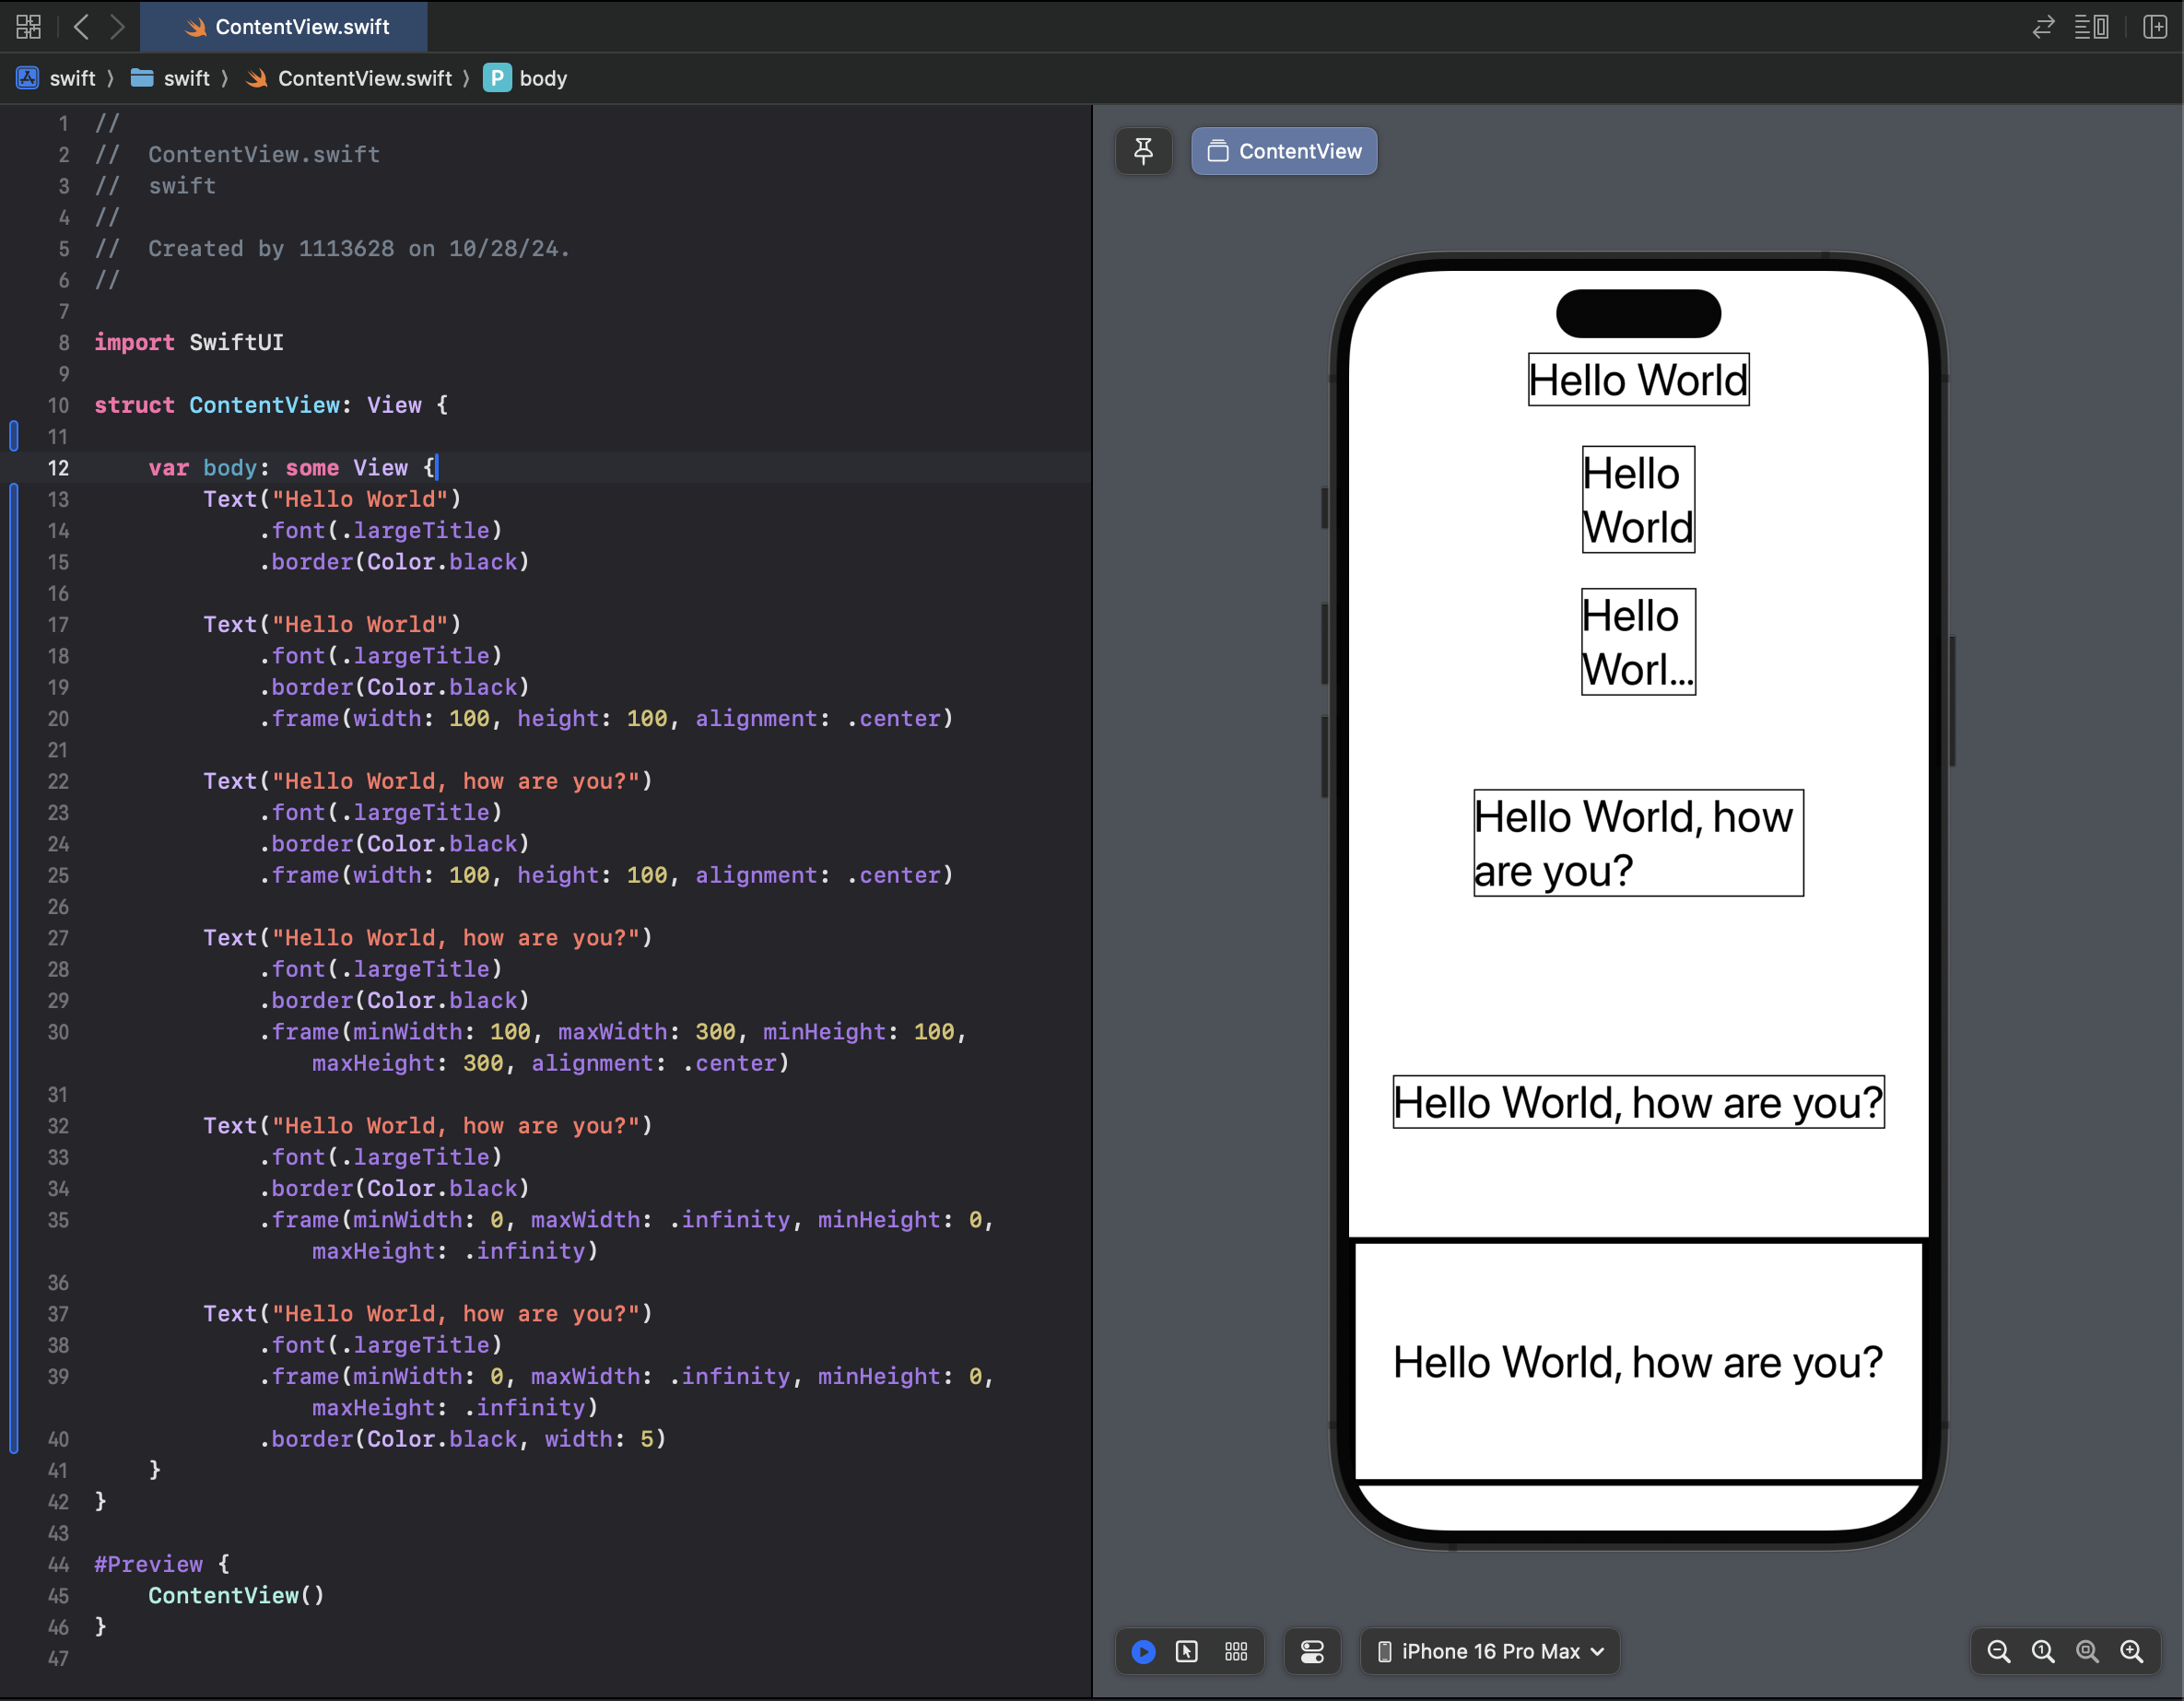 ContentView.swift
swift 〉 swift 〉 ContentView.swift 〉 P body
1 //
2 //  ContentView.swift
3 //  swift
4 //
5 //  Created by 1113628 on 10/28/24.
6 //
7
8 import SwiftUI
9
10 struct ContentView: View {
11
12     var body: some View {
13         Text("Hello World")
14             .font(.largeTitle)
15             .border(Color.black)
16
17         Text("Hello World")
18             .font(.largeTitle)
19             .border(Color.black)
20             .frame(width: 100, height: 100, alignment: .center)
21
22         Text("Hello World, how are you?")
23             .font(.largeTitle)
24             .border(Color.black)
25             .frame(width: 100, height: 100, alignment: .center)
26
27         Text("Hello World, how are you?")
28             .font(.largeTitle)
29             .border(Color.black)
30             .frame(minWidth: 100, maxWidth: 300, minHeight: 100,
                maxHeight: 300, alignment: .center)
31
32         Text("Hello World, how are you?")
33             .font(.largeTitle)
34             .border(Color.black)
35             .frame(minWidth: 0, maxWidth: .infinity, minHeight: 0,
                maxHeight: .infinity)
36
37         Text("Hello World, how are you?")
38             .font(.largeTitle)
39             .frame(minWidth: 0, maxWidth: .infinity, minHeight: 0,
                maxHeight: .infinity)
40             .border(Color.black, width: 5)
41     }
42 }
43
44 #Preview {
45     ContentView()
46 }
47
ContentView
Hello World
Hello
World
Hello
Worl...
Hello World, how
are you?
Hello World, how are you?
Hello World, how are you?
iPhone 16 Pro Max